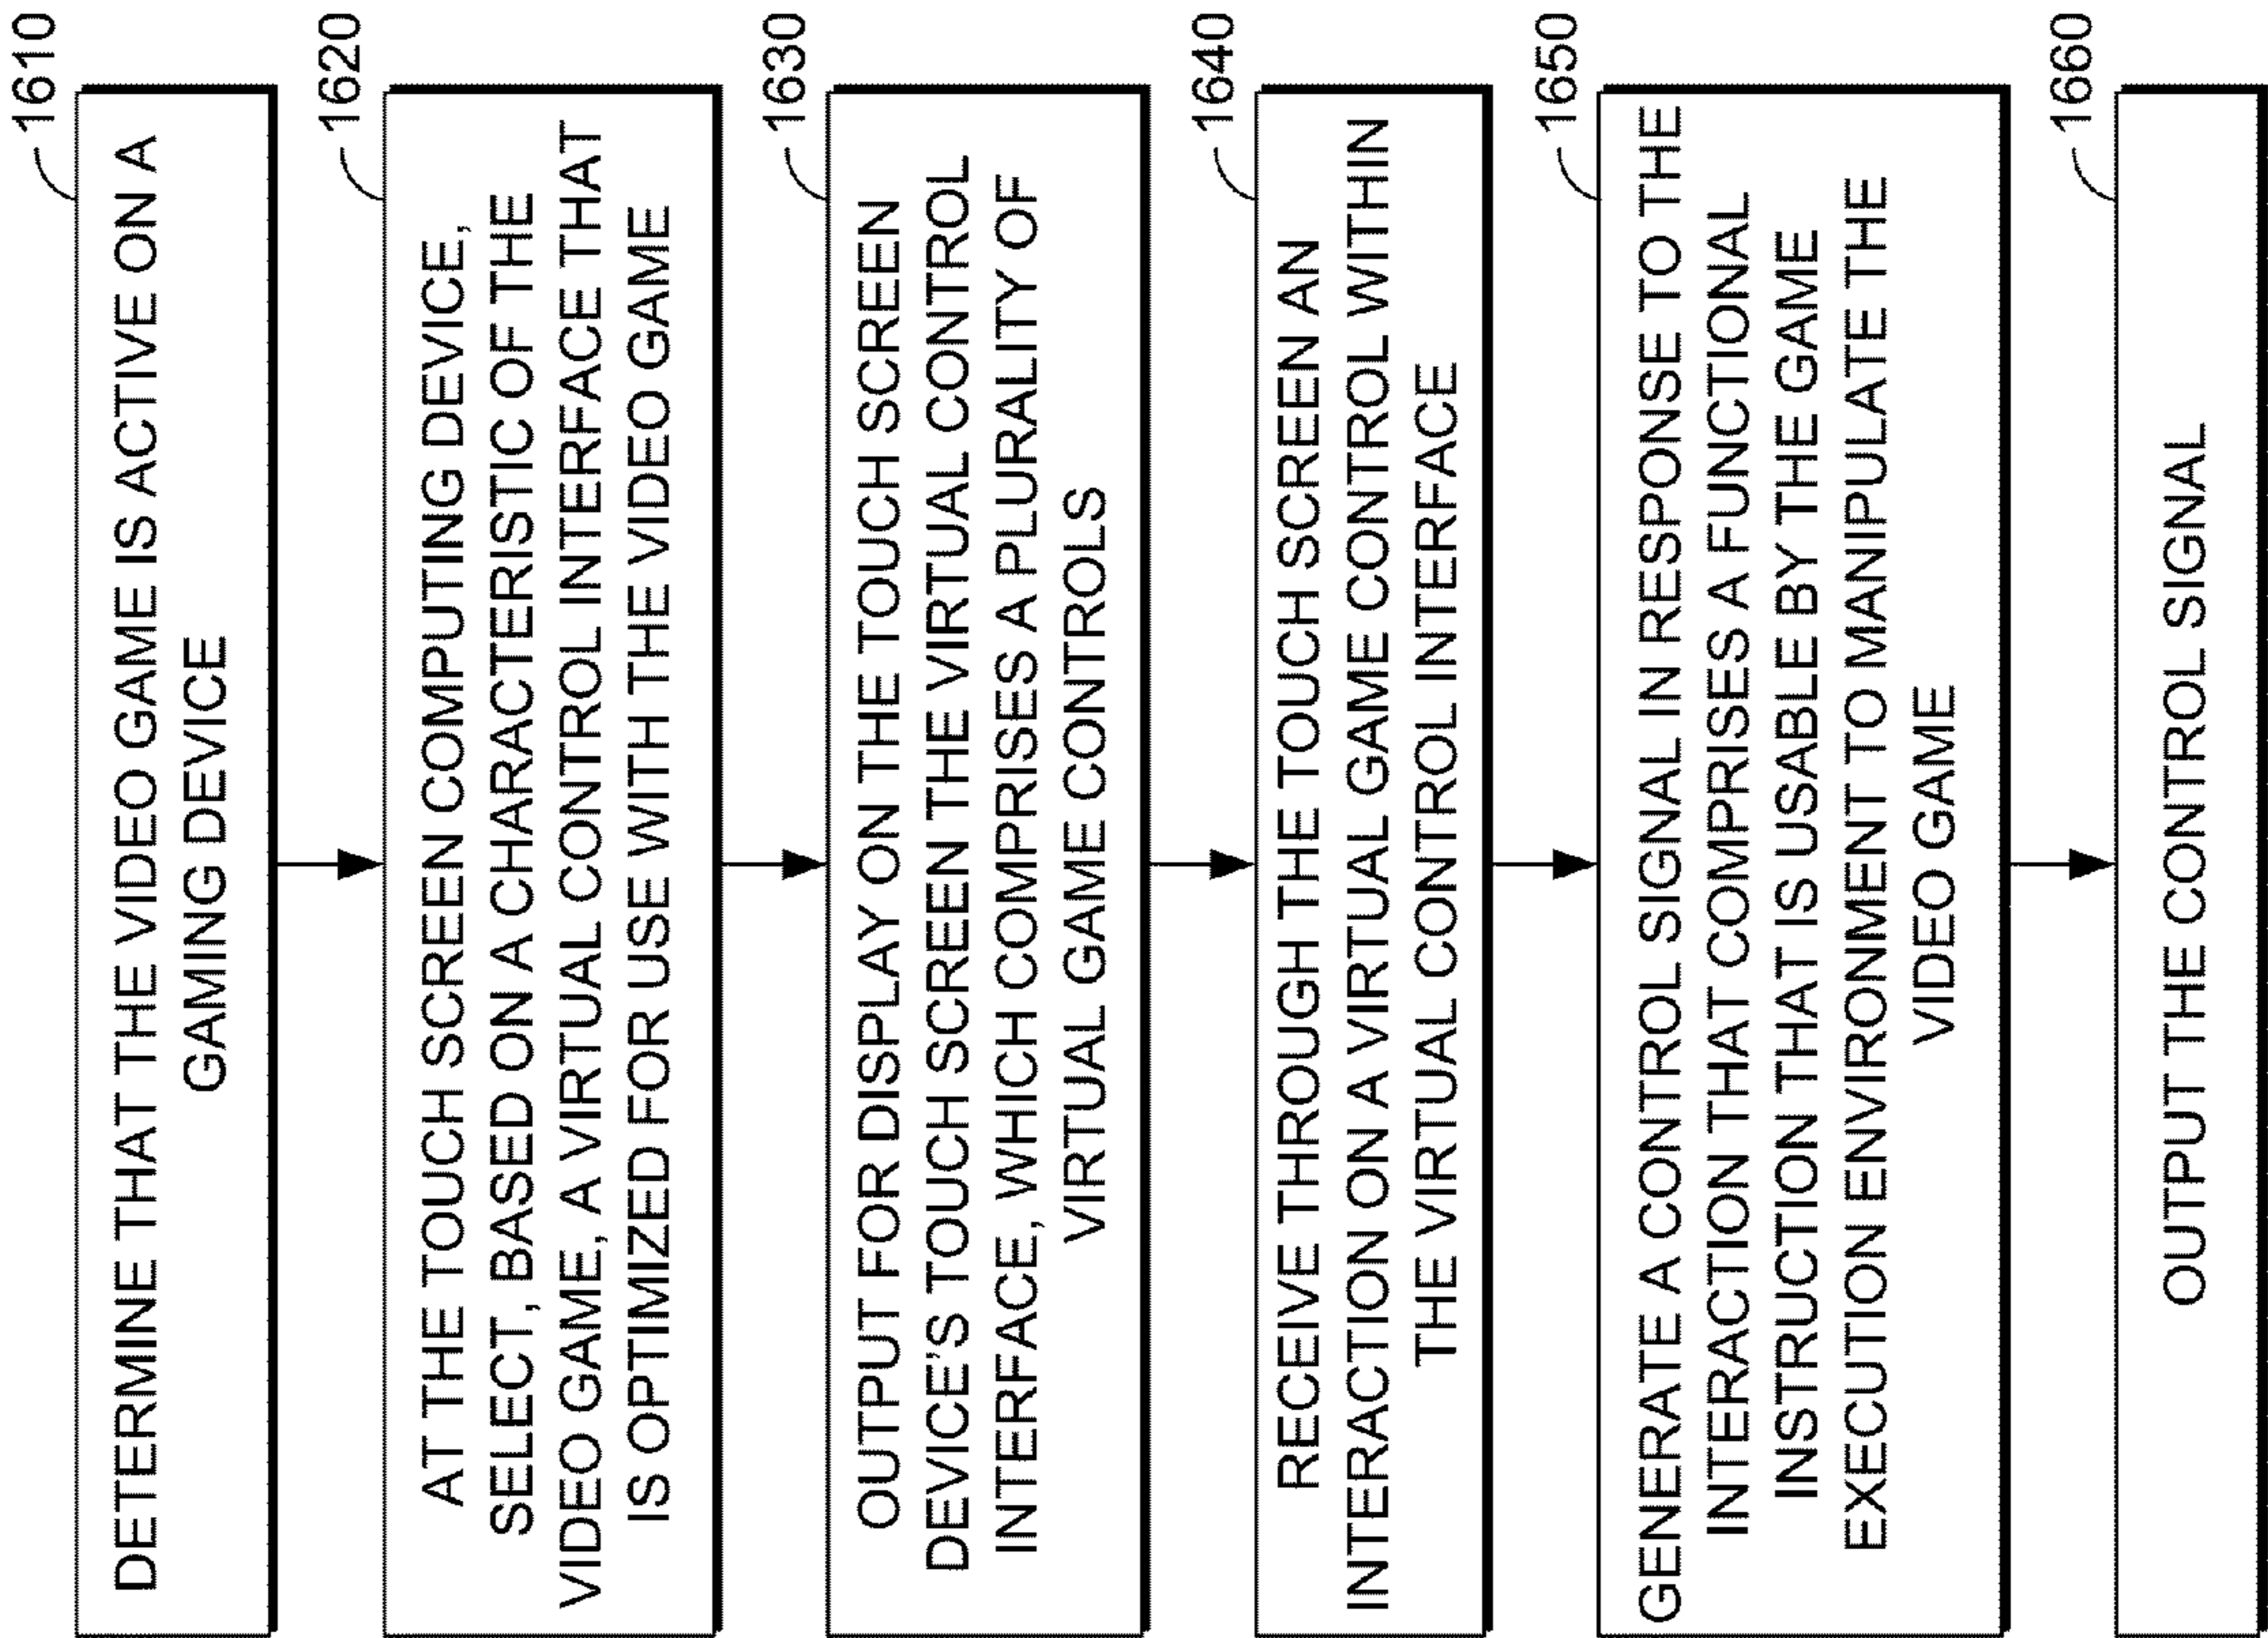 1610
DETERMINE THAT THE VIDEO GAME IS ACTIVE ON A
GAMING DEVICE
1620
AT THE TOUCH SCREEN COMPUTING DEVICE,
SELECT, BASED ON A CHARACTERISTIC OF THE
VIDEO GAME, A VIRTUAL CONTROL INTERFACE THAT
IS OPTIMIZED FOR USE WITH THE VIDEO GAME
1630
OUTPUT FOR DISPLAY ON THE TOUCH SCREEN
DEVICE'S TOUCH SCREEN THE VIRTUAL CONTROL
INTERFACE, WHICH COMPRISES A PLURALITY OF
VIRTUAL GAME CONTROLS
1640
RECEIVE THROUGH THE TOUCH SCREEN AN
INTERACTION ON A VIRTUAL GAME CONTROL WITHIN
THE VIRTUAL CONTROL INTERFACE
1650
GENERATE A CONTROL SIGNAL IN RESPONSE TO THE
INTERACTION THAT COMPRISES A FUNCTIONAL
INSTRUCTION THAT IS USABLE BY THE GAME
EXECUTION ENVIRONMENT TO MANIPULATE THE
VIDEO GAME
1660
OUTPUT THE CONTROL SIGNAL